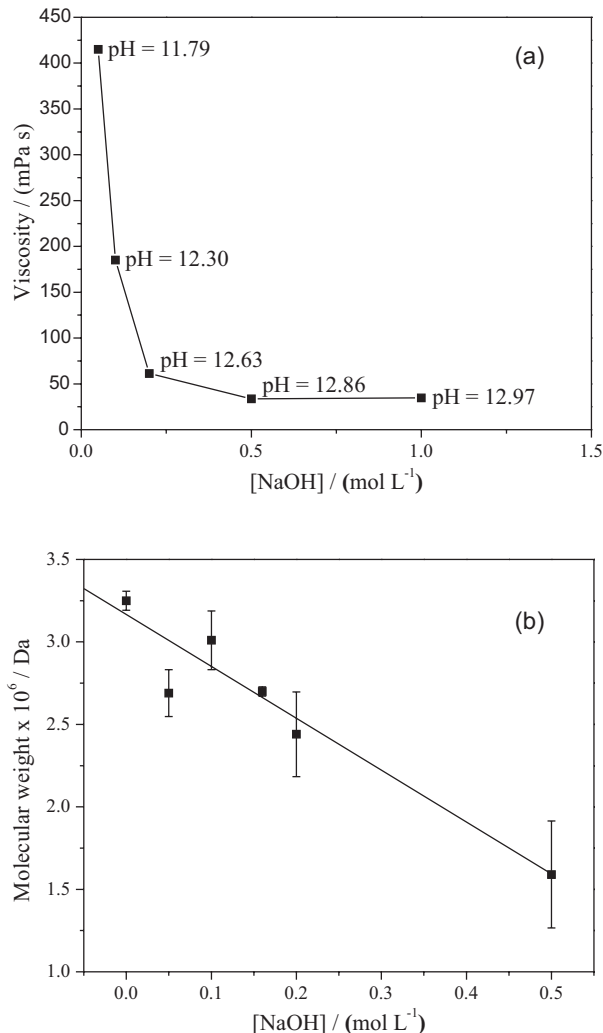 450
400
350
300
250
200
150
100
50
0
Viscosity / (mPa s)
(a)
pH = 11.79
pH = 12.30
pH = 12.63
pH = 12.86
pH = 12.97
0.0 0.5 1.0 1.5
[NaOH] / (mol L⁻¹)
3.5
3.0
2.5
2.0
1.5
1.0
Molecular weight x 10⁶ / Da
(b)
0.0 0.1 0.2 0.3 0.4 0.5
[NaOH] / (mol L⁻¹)